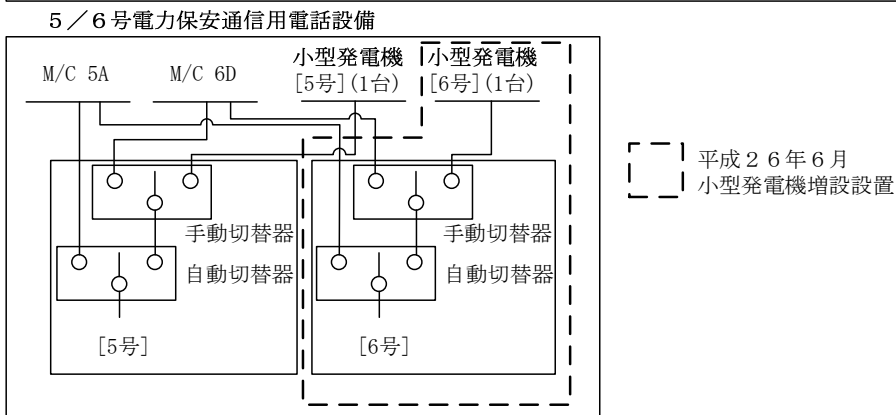 5／6号電力保安通信用電話設備
M/C 5A
M/C 6D
小型発電機
[5号](1台)
小型発電機
[6号](1台)
手動切替器
自動切替器
[5号]
手動切替器
自動切替器
[6号]
平成２６年６月
小型発電機増設設置